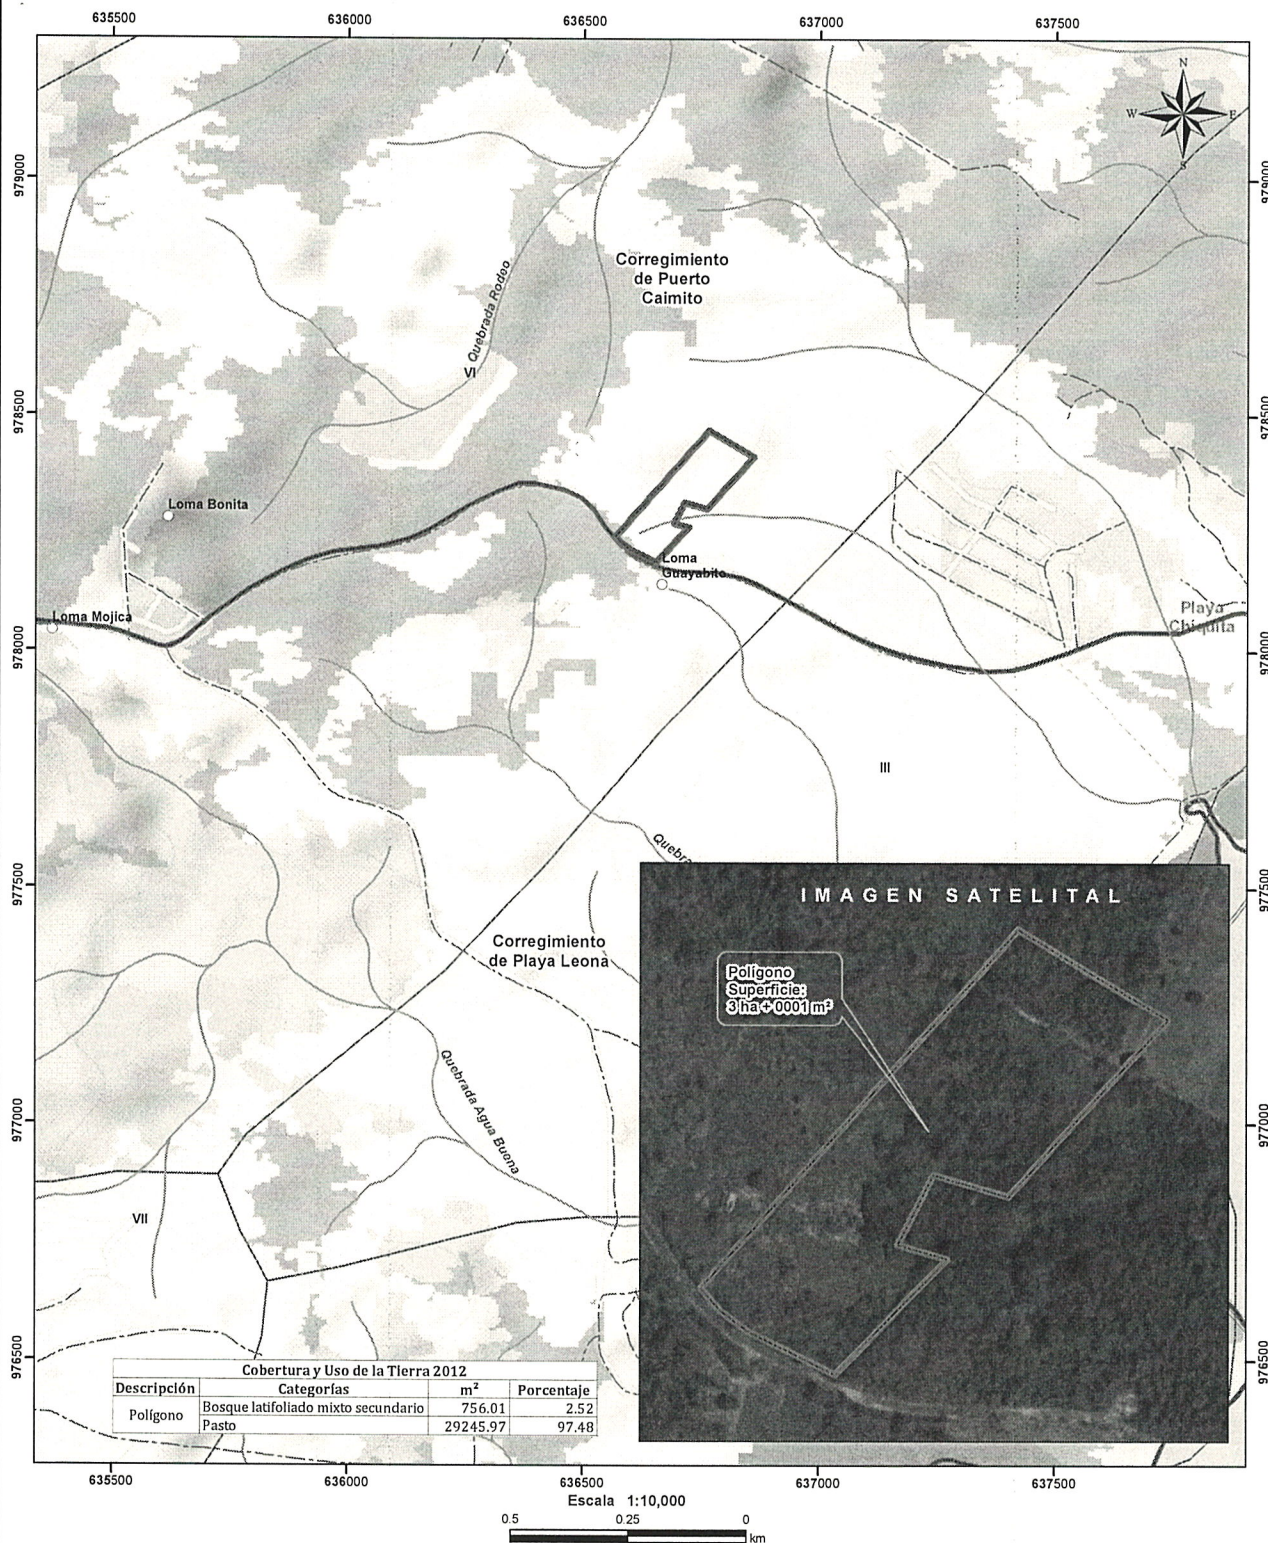 635500 636000 636500 637000 637500
N
W E
S
979000 979000
Corregimiento
de Puerto
Caimito
Quebrada Rodeo
VI
978500 978500
Loma Bonita
Loma
Guayabito
Loma Mojica
Playa
Chiquita
978000 978000
III
Quebra
977500 977500
IMAGEN SATELITAL
Corregimiento
de Playa Leona
Polígono
Superficie:
3 ha + 0001 m²
Quebrada Agua Buena
977000 977000
VII
976500 976500
Cobertura y Uso de la Tierra 2012
Descripción Categorías m² Porcentaje
Polígono Bosque latifoliado mixto secundario 756.01 2.52
Pasto 29245.97 97.48
635500 636000 636500 637000 637500
Escala 1:10,000
0.5 0.25 0
km